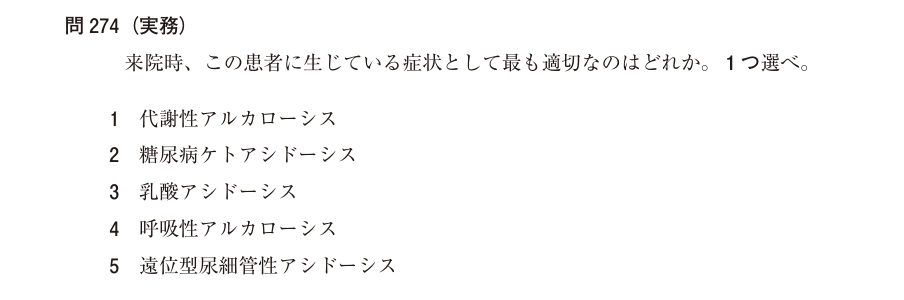 問 274（実務）
来院時、この患者に生じている症状として最も適切なのはどれか。1 つ選べ。
1 代謝性アルカローシス
2 糖尿病ケトアシドーシス
3 乳酸アシドーシス
4 呼吸性アルカローシス
5 遠位型尿細管性アシドーシス